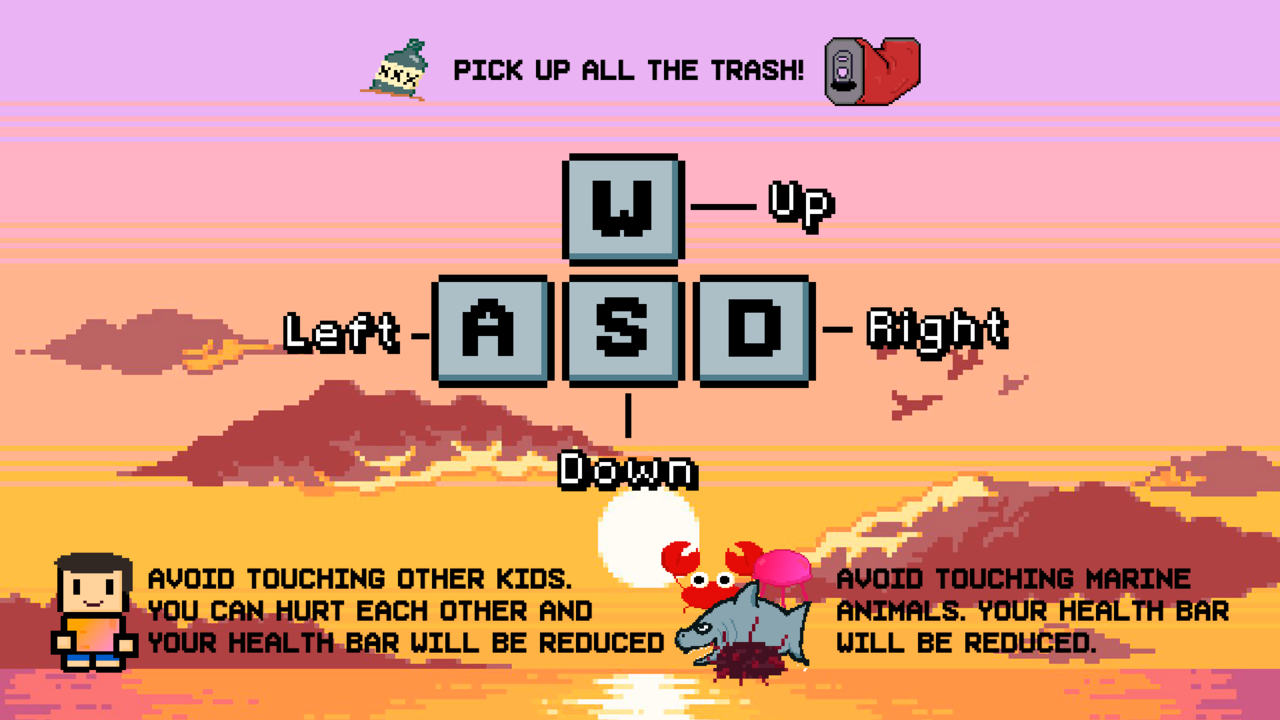 XXX
PICK UP ALL THE TRASH!
W
Up
Left
A
S
D
Right
Down
AVOID TOUCHING OTHER KIDS.
YOU CAN HURT EACH OTHER AND
YOUR HEALTH BAR WILL BE REDUCED
AVOID TOUCHING MARINE
ANIMALS. YOUR HEALTH BAR
WILL BE REDUCED.